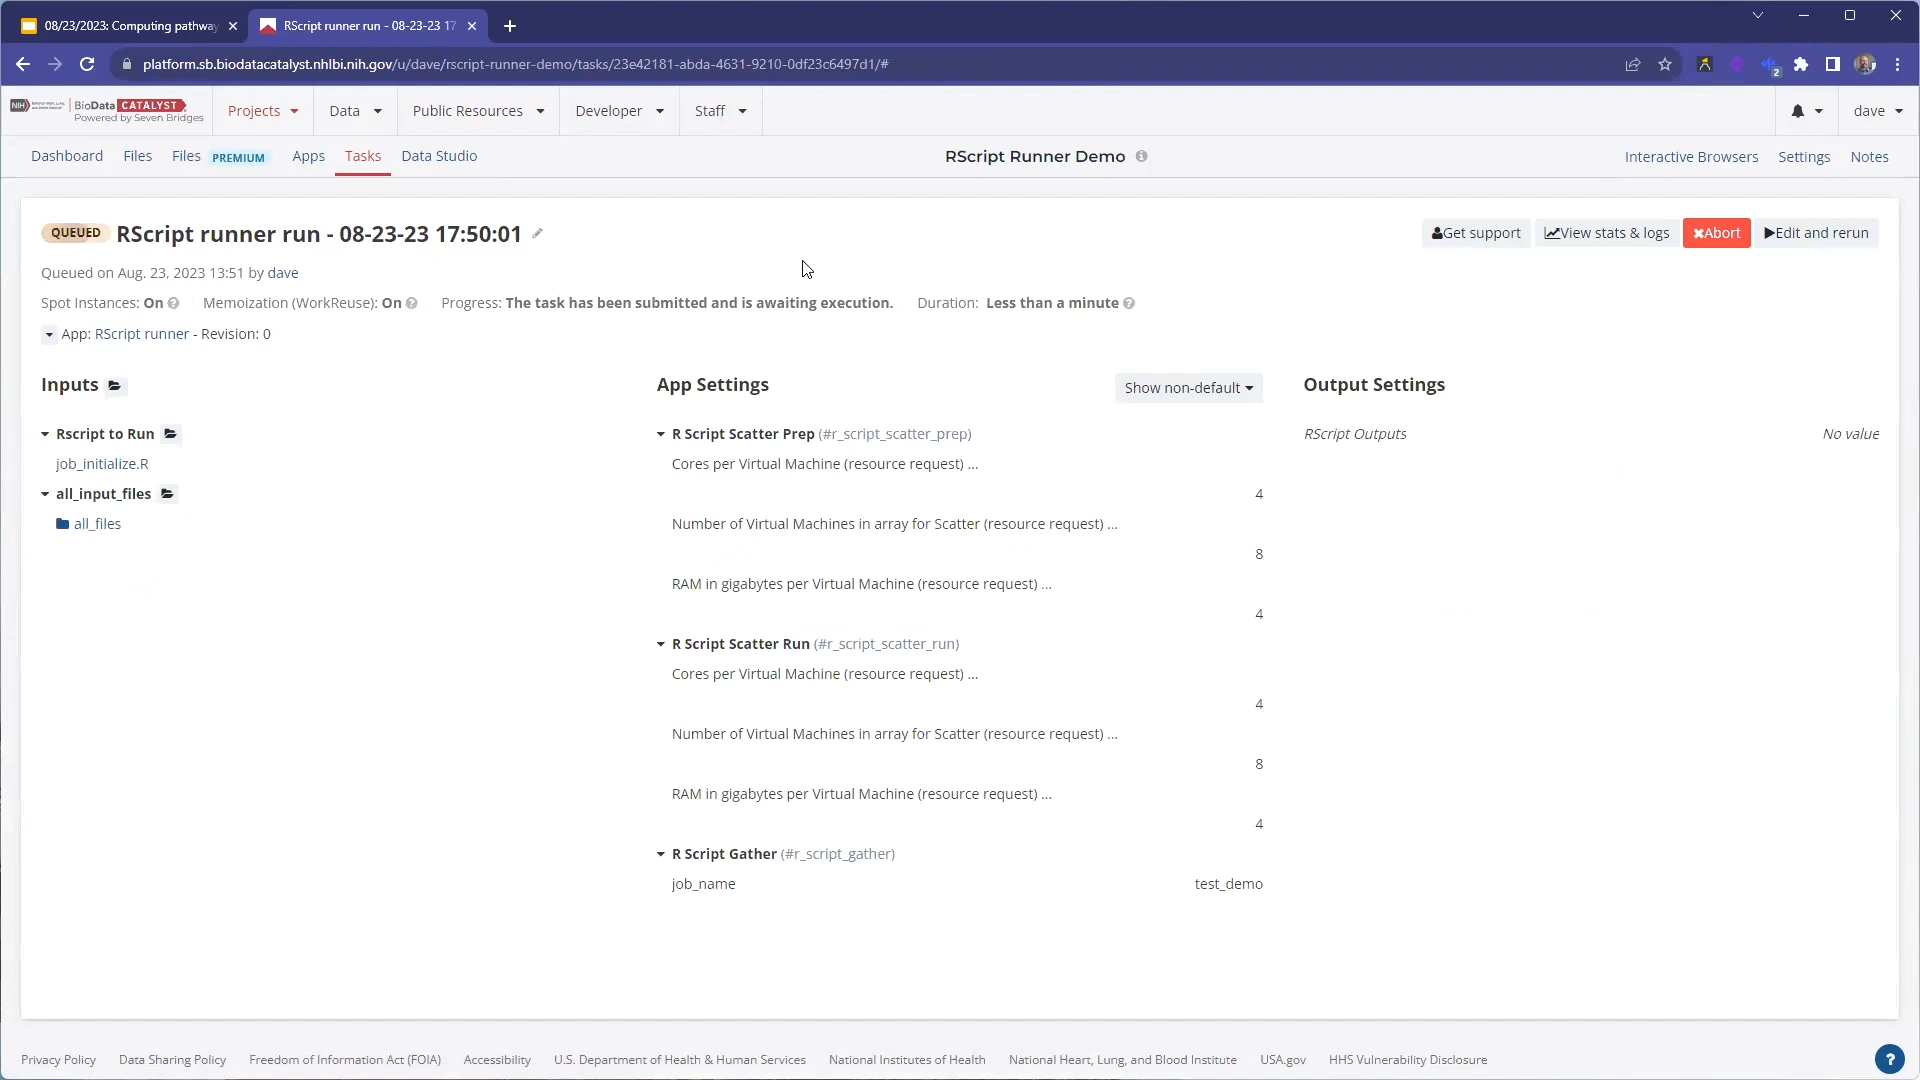 08/23/2023: Computing pathway
RScript runner run - 08-23-23 17
platform.sb.biodatacatalyst.nhlbi.nih.gov/u/dave/rscript-runner-demo/tasks/23e42181-abda-4631-9210-0df23c6497d1/#
2
NIH
BioData CATALYST
Powered by Seven Bridges
Projects
Data
Public Resources
Developer
Staff
dave
Dashboard
Files
Files PREMIUM
Apps
Tasks
Data Studio
RScript Runner Demo
Interactive Browsers
Settings
Notes
QUEUED RScript runner run - 08-23-23 17:50:01
Get support
View stats & logs
Abort
Edit and rerun
Queued on Aug. 23, 2023 13:51 by dave
Spot Instances: On ? Memoization (WorkReuse): On ? Progress: The task has been submitted and is awaiting execution. Duration: Less than a minute ?
App: RScript runner - Revision: 0
Inputs
Rscript to Run
job_initialize.R
all_input_files
all_files
App Settings
Show non-default
R Script Scatter Prep (#r_script_scatter_prep)
Cores per Virtual Machine (resource request) ...
4
Number of Virtual Machines in array for Scatter (resource request) ...
8
RAM in gigabytes per Virtual Machine (resource request) ...
4
R Script Scatter Run (#r_script_scatter_run)
Cores per Virtual Machine (resource request) ...
4
Number of Virtual Machines in array for Scatter (resource request) ...
8
RAM in gigabytes per Virtual Machine (resource request) ...
4
R Script Gather (#r_script_gather)
job_name test_demo
Output Settings
RScript Outputs No value
Privacy Policy
Data Sharing Policy
Freedom of Information Act (FOIA)
Accessibility
U.S. Department of Health & Human Services
National Institutes of Health
National Heart, Lung, and Blood Institute
USA.gov
HHS Vulnerability Disclosure
?